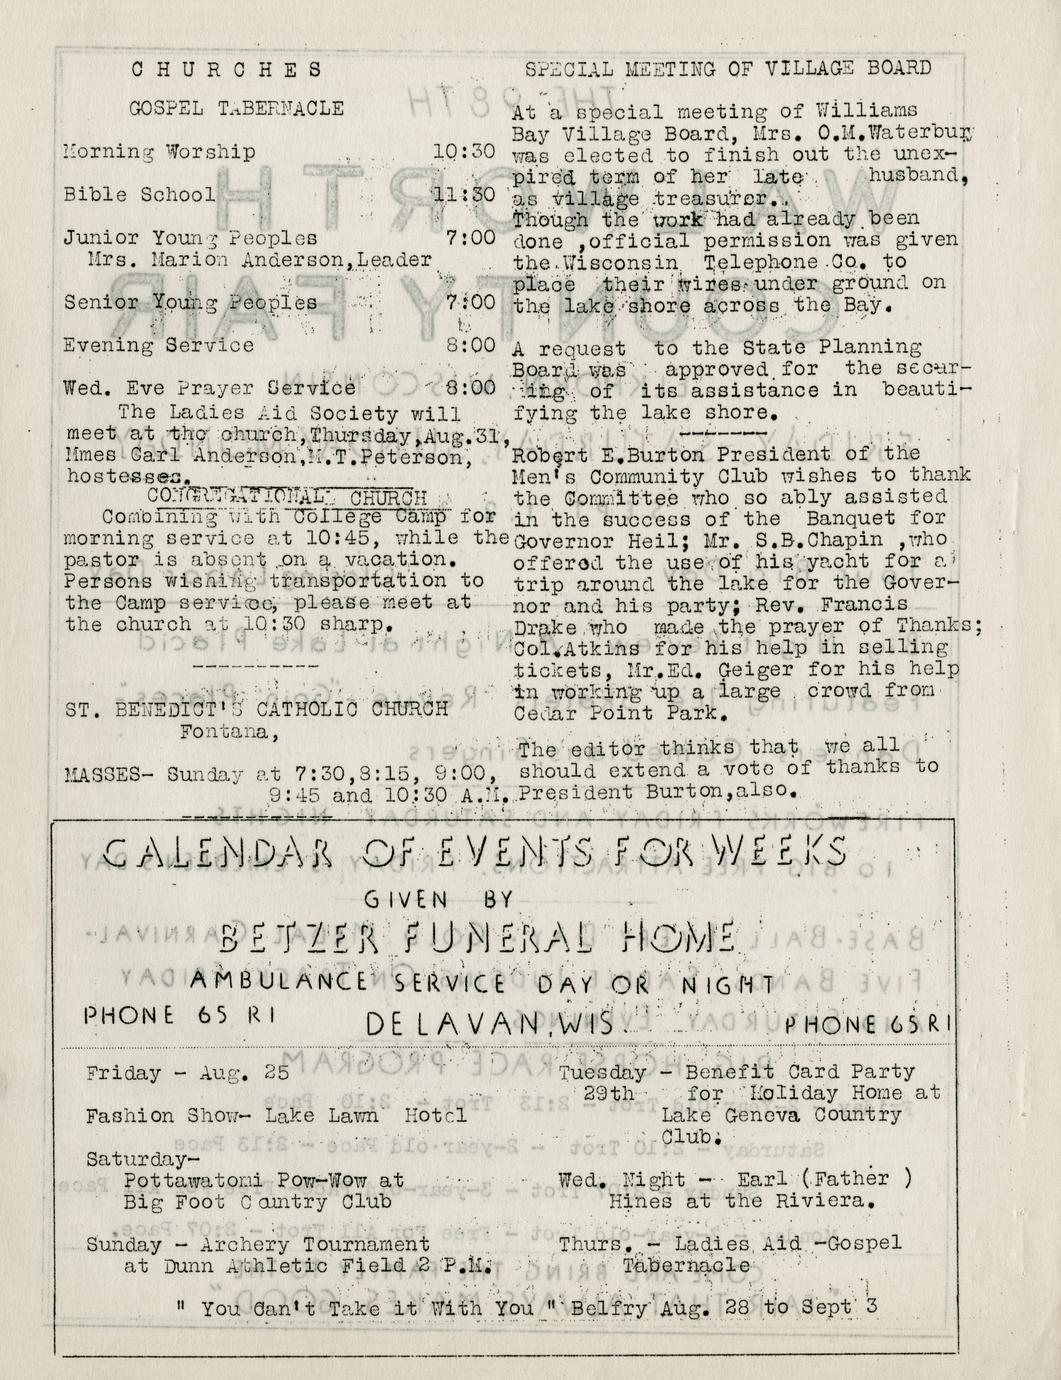 C H U R C H E S
GOSPEL TABERNACLE
Morning Worship 10:30
Bible School 11:30
Junior Young Peoples 7:00
Mrs. Marion Anderson,Leader
Senior Young Peoples 7:00
Evening Service 8:00
Wed. Eve Prayer Service 8:00
The Ladies Aid Society will
meet at the church,Thursday,Aug.31,
Mmes Carl Anderson,M.T.Peterson,
hostesses.
CONGREGATIONAL CHURCH
Combining with College Camp for
morning service at 10:45, while the
pastor is absent on a vacation.
Persons wishing transportation to
the Camp service, please meet at
the church at 10:30 sharp.
----------
ST. BENEDICT'S CATHOLIC CHURCH
Fontana,
MASSES- Sunday at 7:30,8:15, 9:00,
9:45 and 10:30 A.M.
SPECIAL MEETING OF VILLAGE BOARD
At a special meeting of Williams
Bay Village Board, Mrs. O.M.Waterbury
was elected to finish out the unex-
pired term of her late husband,
as village treasurer..
Though the work had already been
done ,official permission was given
the Wisconsin Telephone Co. to
place their wires under ground on
the lake shore across the Bay.
A request to the State Planning
Board was approved for the secur-
ing of its assistance in beauti-
fying the lake shore.
-------
Robert E.Burton President of the
Men's Community Club wishes to thank
the Committee who so ably assisted
in the success of the Banquet for
Governor Heil; Mr. S.B.Chapin ,who
offered the use of his yacht for a
trip around the lake for the Gover-
nor and his party; Rev. Francis
Drake who made the prayer of Thanks;
Col.Atkins for his help in selling
tickets, Mr.Ed. Geiger for his help
in working up a large crowd from
Cedar Point Park.
The editor thinks that we all
should extend a vote of thanks to
President Burton,also.
CALENDAR OF EVENTS FOR WEEKS
GIVEN BY
BETZER FUNERAL HOME
AMBULANCE SERVICE DAY OR NIGHT
PHONE 65 R1 DELAVAN,WIS. PHONE 65R1
Friday - Aug. 25
Fashion Show- Lake Lawn Hotel
Saturday-
Pottawatomi Pow-Wow at
Big Foot Country Club
Sunday - Archery Tournament
at Dunn Athletic Field 2 P.M.
Tuesday - Benefit Card Party
29th for Holiday Home at
Lake Geneva Country
Club.
Wed. Night - Earl (Father )
Hines at the Riviera.
Thurs. - Ladies Aid -Gospel
Tabernacle
" You Can't Take it With You " Belfry Aug. 28 to Sept 3